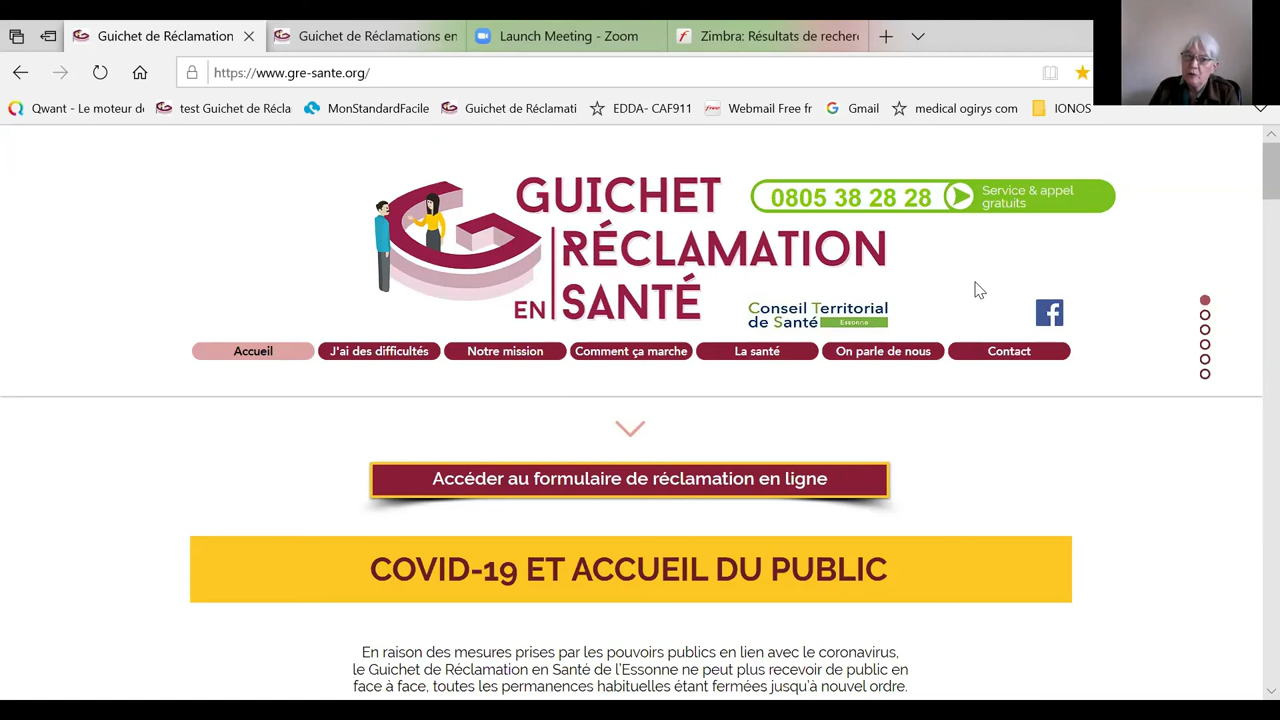 Guichet de Réclamation
Guichet de Réclamations en
Launch Meeting - Zoom
Zimbra: Résultats de recher
https://www.gre-sante.org/
Qwant - Le moteur de
test Guichet de Récla
MonStandardFacile
Guichet de Réclamati
EDDA- CAF911
Webmail Free fr
Gmail
medical ogirys com
IONOS
GUICHET
RÉCLAMATION
EN SANTÉ
0805 38 28 28
Service & appel
gratuits
Conseil Territorial
de Santé Essonne
Accueil
J'ai des difficultés
Notre mission
Comment ça marche
La santé
On parle de nous
Contact
Accéder au formulaire de réclamation en ligne
COVID-19 ET ACCUEIL DU PUBLIC
En raison des mesures prises par les pouvoirs publics en lien avec le coronavirus,
le Guichet de Réclamation en Santé de l'Essonne ne peut plus recevoir de public en
face à face, toutes les permanences habituelles étant fermées jusqu'à nouvel ordre.